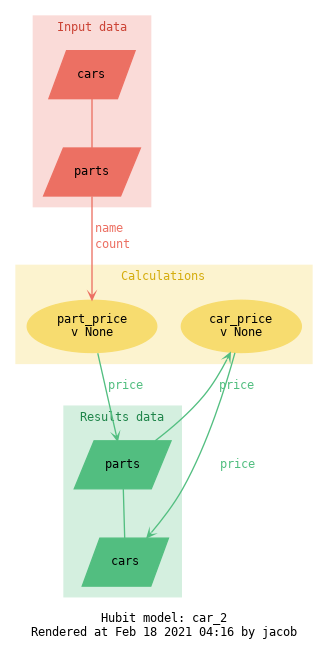 Input data
cars
parts
name
count
Calculations
part_price
v None
car_price
v None
price
price
Results data
parts
price
cars
Hubit model: car_2
Rendered at Feb 18 2021 04:16 by jacob